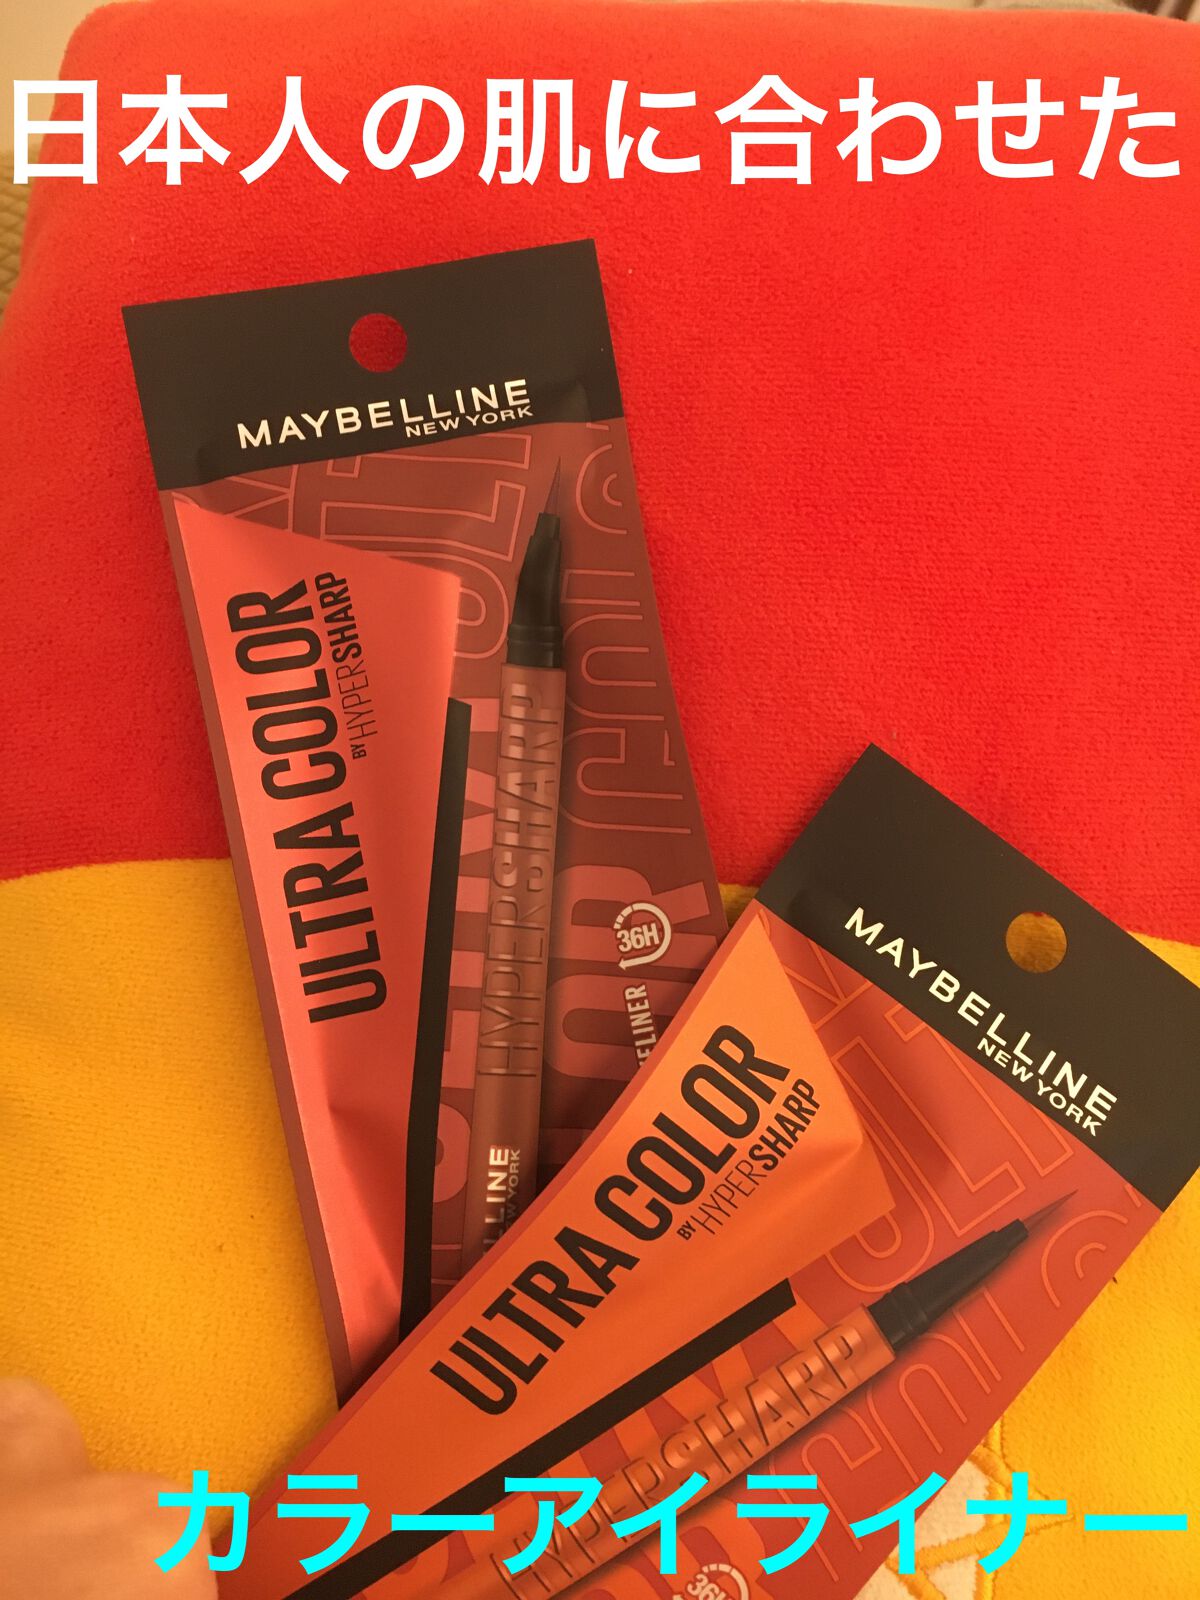 日本人の肌に合わせた
MAYBELLINE
NEW YORK
ULTRA COLOR
BY HYPERSHARP
HYPERSHARP
36H
MAYBELLINE
NEW YORK
ULTRA COLOR
BY HYPERSHARP
HYPERSHARP
36H
カラーアイライナー